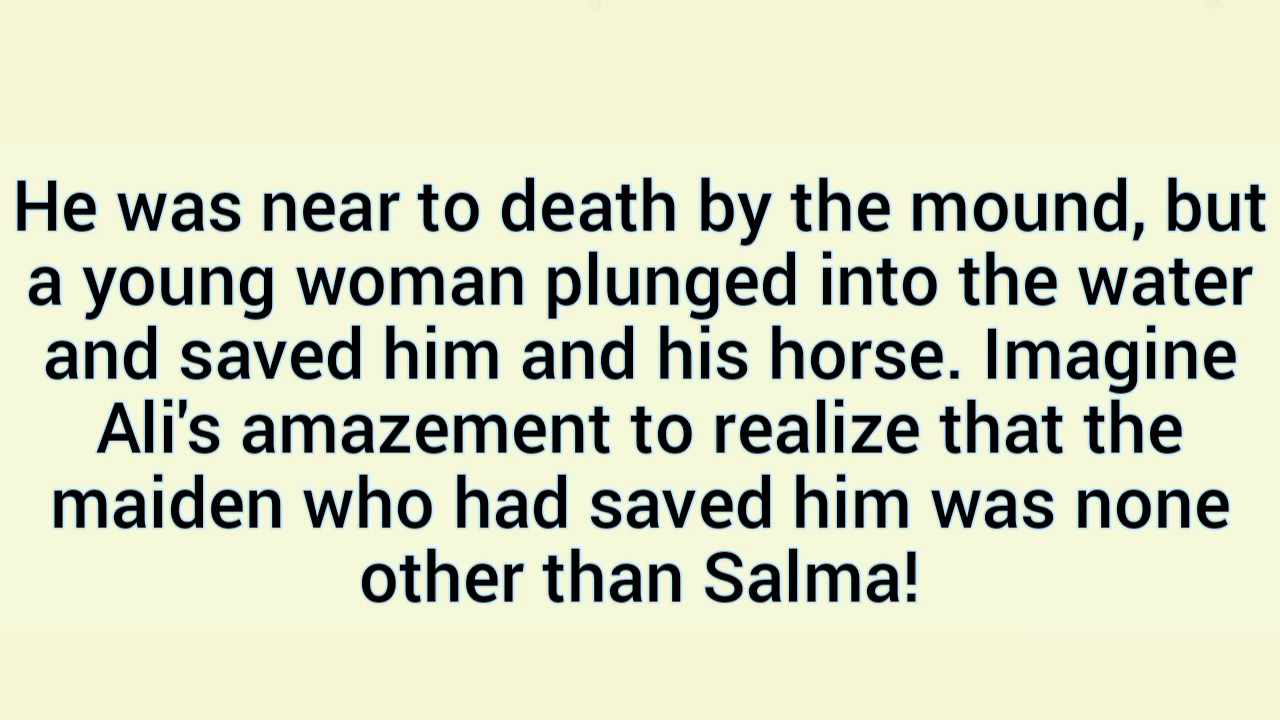 He was near to death by the mound, but
a young woman plunged into the water
and saved him and his horse. Imagine
Ali's amazement to realize that the
maiden who had saved him was none
other than Salma!